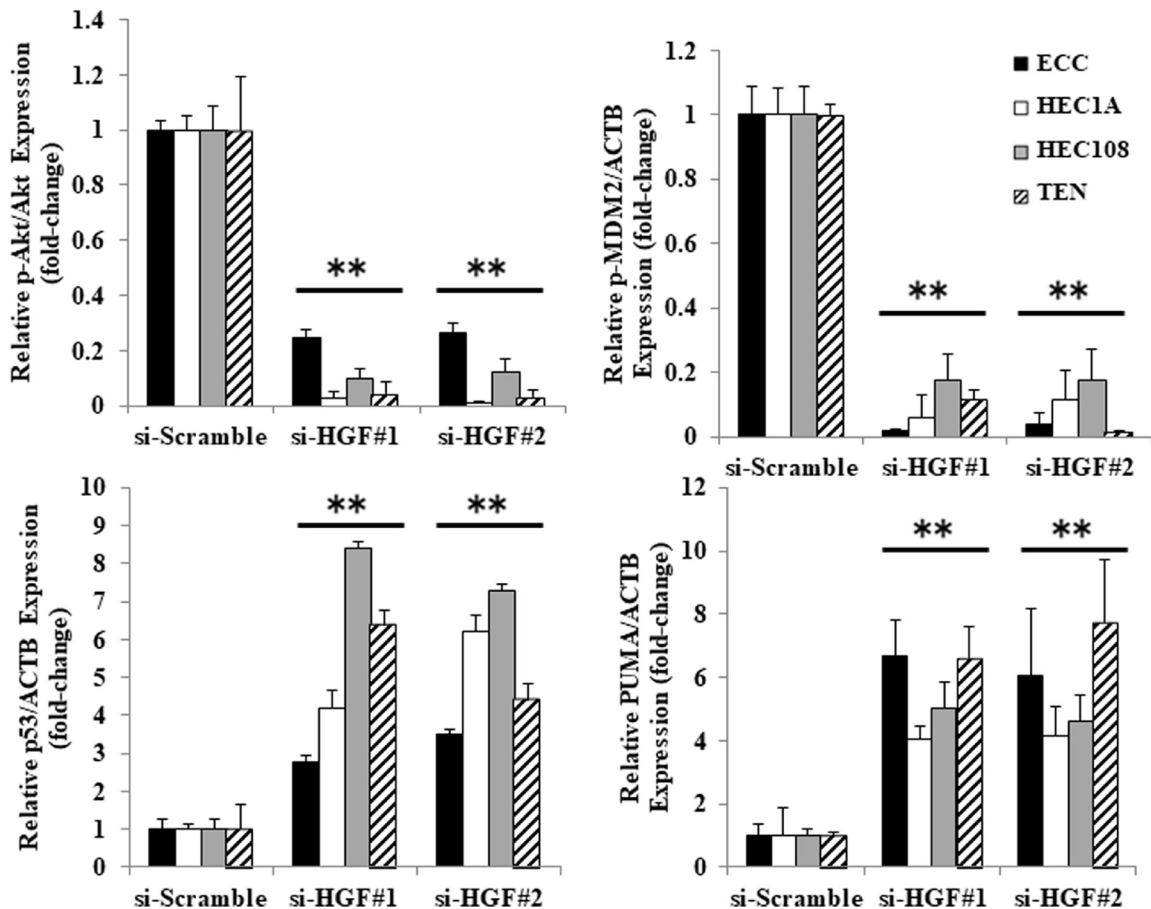 Relative p-Akt/Akt Expression
(fold-change)
1.4
1.2
1
0.8
0.6
0.4
0.2
0
** **
si-Scramble si-HGF#1 si-HGF#2
Relative p-MDM2/ACTB
Expression (fold-change)
1.2
1
0.8
0.6
0.4
0.2
0
ECC
HEC1A
HEC108
TEN
** **
si-Scramble si-HGF#1 si-HGF#2
Relative p53/ACTB Expression
(fold-change)
10
9
8
7
6
5
4
3
2
1
0
** **
si-Scramble si-HGF#1 si-HGF#2
Relative PUMA/ACTB
Expression (fold-change)
12
10
8
6
4
2
0
** **
si-Scramble si-HGF#1 si-HGF#2